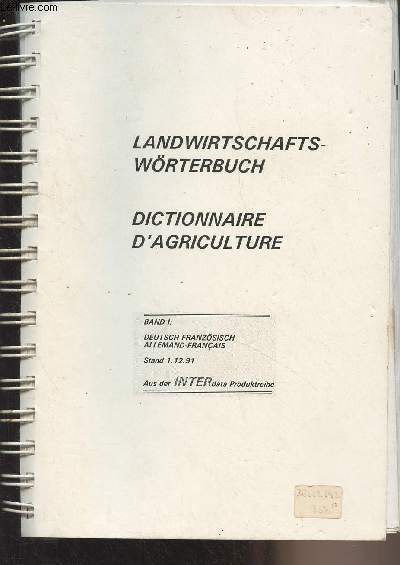 Le-livre.com
LANDWIRTSCHAFTS-
WÖRTERBUCH
DICTIONNAIRE
D'AGRICULTURE
BAND I:
DEUTSCH FRANZÖSISCH
ALLEMAND-FRANÇAIS
Stand 1.12.91
Aus der INTERdata Produktreihe